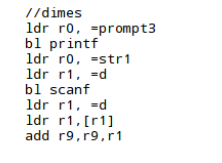 //dimes
ldr r0, =prompt3
bl printf
ldr r0, =str1
ldr r1, =d
bl scanf
ldr r1, =d
ldr r1,[r1]
add r9,r9,r1